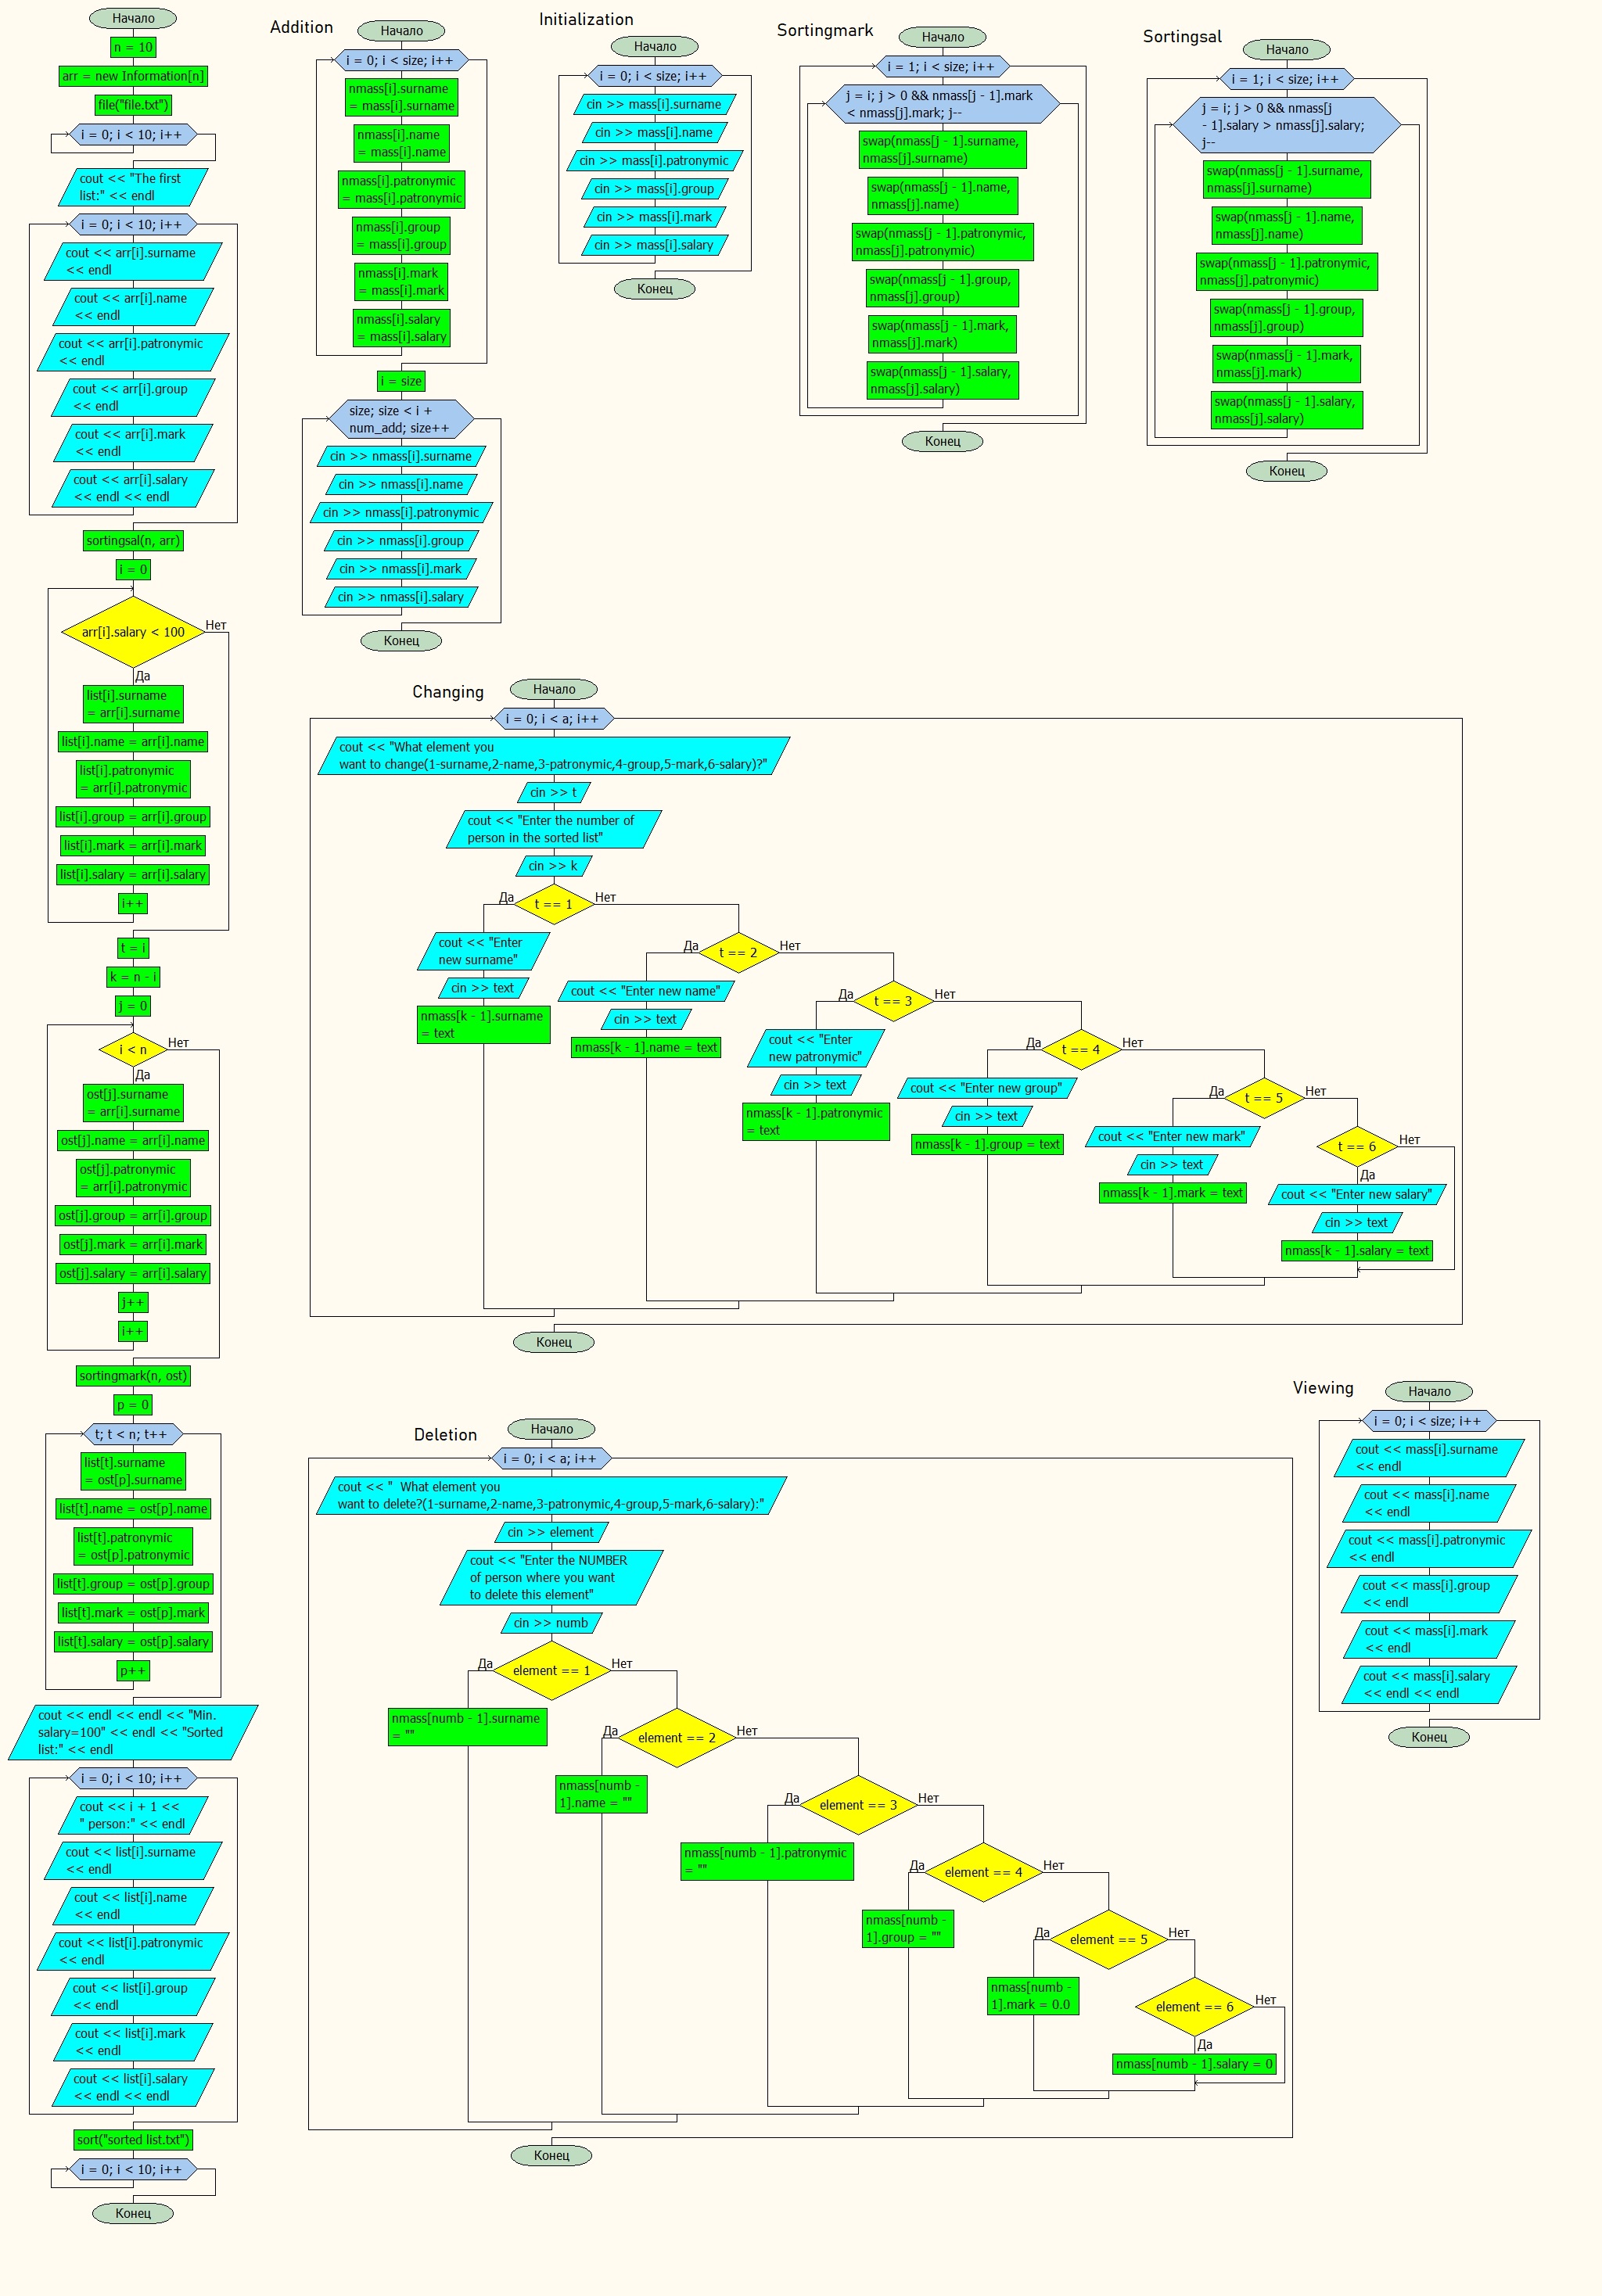 Начало
n = 10
arr = new Information[n]
file("file.txt")
i = 0; i < 10; i++
cout << "The first
list:" << endl
i = 0; i < 10; i++
cout << arr[i].surname
<< endl
cout << arr[i].name
<< endl
cout << arr[i].patronymic
<< endl
cout << arr[i].group
<< endl
cout << arr[i].mark
<< endl
cout << arr[i].salary
<< endl << endl
sortingsal(n, arr)
i = 0
arr[i].salary < 100
Нет
Да
list[i].surname
= arr[i].surname
list[i].name = arr[i].name
list[i].patronymic
= arr[i].patronymic
list[i].group = arr[i].group
list[i].mark = arr[i].mark
list[i].salary = arr[i].salary
i++
t = i
k = n - i
j = 0
i < n
Нет
Да
ost[j].surname
= arr[i].surname
ost[j].name = arr[i].name
ost[j].patronymic
= arr[i].patronymic
ost[j].group = arr[i].group
ost[j].mark = arr[i].mark
ost[j].salary = arr[i].salary
j++
i++
sortingmark(n, ost)
p = 0
t; t < n; t++
list[t].surname
= ost[p].surname
list[t].name = ost[p].name
list[t].patronymic
= ost[p].patronymic
list[t].group = ost[p].group
list[t].mark = ost[p].mark
list[t].salary = ost[p].salary
p++
cout << endl << endl << "Min.
salary=100" << endl << "Sorted
list:" << endl
i = 0; i < 10; i++
cout << i + 1 <<
" person:" << endl
cout << list[i].surname
<< endl
cout << list[i].name
<< endl
cout << list[i].patronymic
<< endl
cout << list[i].group
<< endl
cout << list[i].mark
<< endl
cout << list[i].salary
<< endl << endl
sort("sorted list.txt")
i = 0; i < 10; i++
Конец
Addition
Начало
i = 0; i < size; i++
nmass[i].surname
= mass[i].surname
nmass[i].name
= mass[i].name
nmass[i].patronymic
= mass[i].patronymic
nmass[i].group
= mass[i].group
nmass[i].mark
= mass[i].mark
nmass[i].salary
= mass[i].salary
i = size
size; size < i +
num_add; size++
cin >> nmass[i].surname
cin >> nmass[i].name
cin >> nmass[i].patronymic
cin >> nmass[i].group
cin >> nmass[i].mark
cin >> nmass[i].salary
Конец
Initialization
Начало
i = 0; i < size; i++
cin >> mass[i].surname
cin >> mass[i].name
cin >> mass[i].patronymic
cin >> mass[i].group
cin >> mass[i].mark
cin >> mass[i].salary
Конец
Sortingmark
Начало
i = 1; i < size; i++
j = i; j > 0 && nmass[j - 1].mark
< nmass[j].mark; j--
swap(nmass[j - 1].surname,
nmass[j].surname)
swap(nmass[j - 1].name,
nmass[j].name)
swap(nmass[j - 1].patronymic,
nmass[j].patronymic)
swap(nmass[j - 1].group,
nmass[j].group)
swap(nmass[j - 1].mark,
nmass[j].mark)
swap(nmass[j - 1].salary,
nmass[j].salary)
Конец
Sortingsal
Начало
i = 1; i < size; i++
j = i; j > 0 && nmass[j
- 1].salary > nmass[j].salary;
j--
swap(nmass[j - 1].surname,
nmass[j].surname)
swap(nmass[j - 1].name,
nmass[j].name)
swap(nmass[j - 1].patronymic,
nmass[j].patronymic)
swap(nmass[j - 1].group,
nmass[j].group)
swap(nmass[j - 1].mark,
nmass[j].mark)
swap(nmass[j - 1].salary,
nmass[j].salary)
Конец
Changing
Начало
i = 0; i < a; i++
cout << "What element you
want to change(1-surname,2-name,3-patronymic,4-group,5-mark,6-salary)?"
cin >> t
cout << "Enter the number of
person in the sorted list"
cin >> k
Да
t == 1
Нет
cout << "Enter
new surname"
cin >> text
nmass[k - 1].surname
= text
Да
t == 2
Нет
cout << "Enter new name"
cin >> text
nmass[k - 1].name = text
Да
t == 3
Нет
cout << "Enter
new patronymic"
cin >> text
nmass[k - 1].patronymic
= text
Да
t == 4
Нет
cout << "Enter new group"
cin >> text
nmass[k - 1].group = text
Да
t == 5
Нет
cout << "Enter new mark"
cin >> text
nmass[k - 1].mark = text
t == 6
Нет
Да
cout << "Enter new salary"
cin >> text
nmass[k - 1].salary = text
Конец
Deletion
Начало
i = 0; i < a; i++
cout << "  What element you
want to delete?(1-surname,2-name,3-patronymic,4-group,5-mark,6-salary):"
cin >> element
cout << "Enter the NUMBER
of person where you want
to delete this element"
cin >> numb
Да
element == 1
Нет
nmass[numb - 1].surname
= ""
Да
element == 2
Нет
nmass[numb -
1].name = ""
Да
element == 3
Нет
nmass[numb - 1].patronymic
= ""
Да
element == 4
Нет
nmass[numb -
1].group = ""
Да
element == 5
Нет
nmass[numb -
1].mark = 0.0
element == 6
Нет
Да
nmass[numb - 1].salary = 0
Конец
Viewing
Начало
i = 0; i < size; i++
cout << mass[i].surname
<< endl
cout << mass[i].name
<< endl
cout << mass[i].patronymic
<< endl
cout << mass[i].group
<< endl
cout << mass[i].mark
<< endl
cout << mass[i].salary
<< endl << endl
Конец